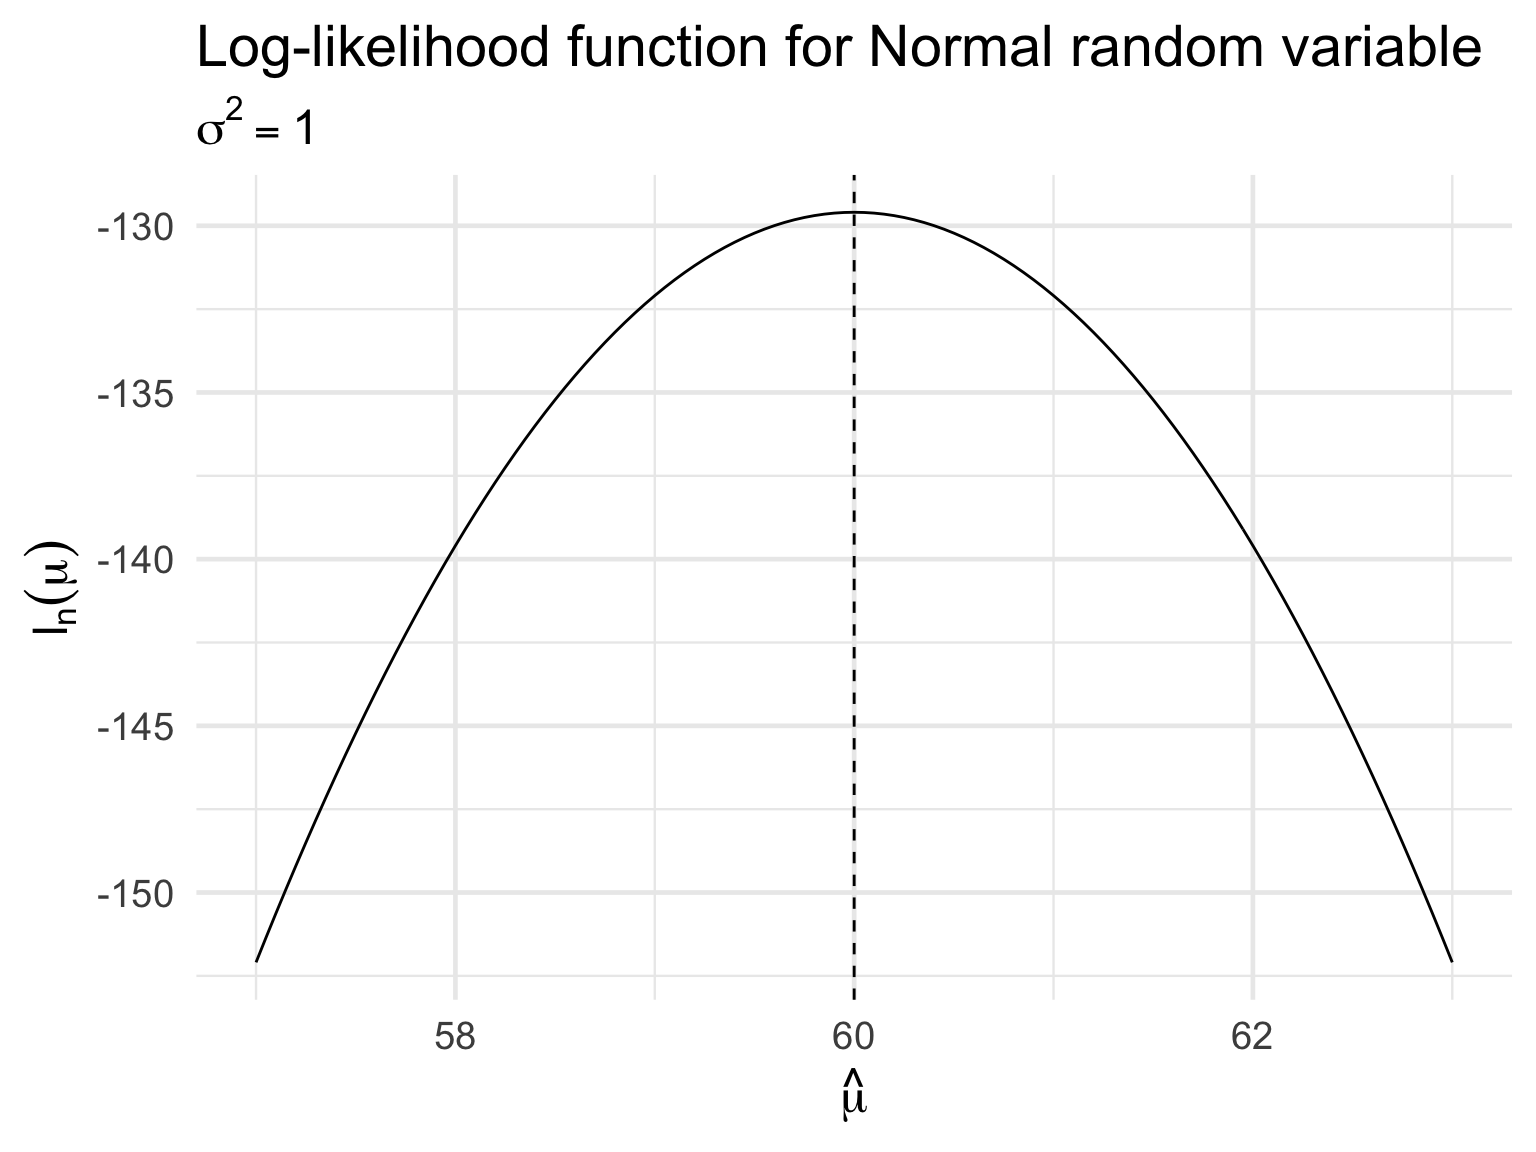 Log-likelihood function for Normal random variable
σ² = 1
lₙ(μ)
-130
-135
-140
-145
-150
58 60 62
μ̂